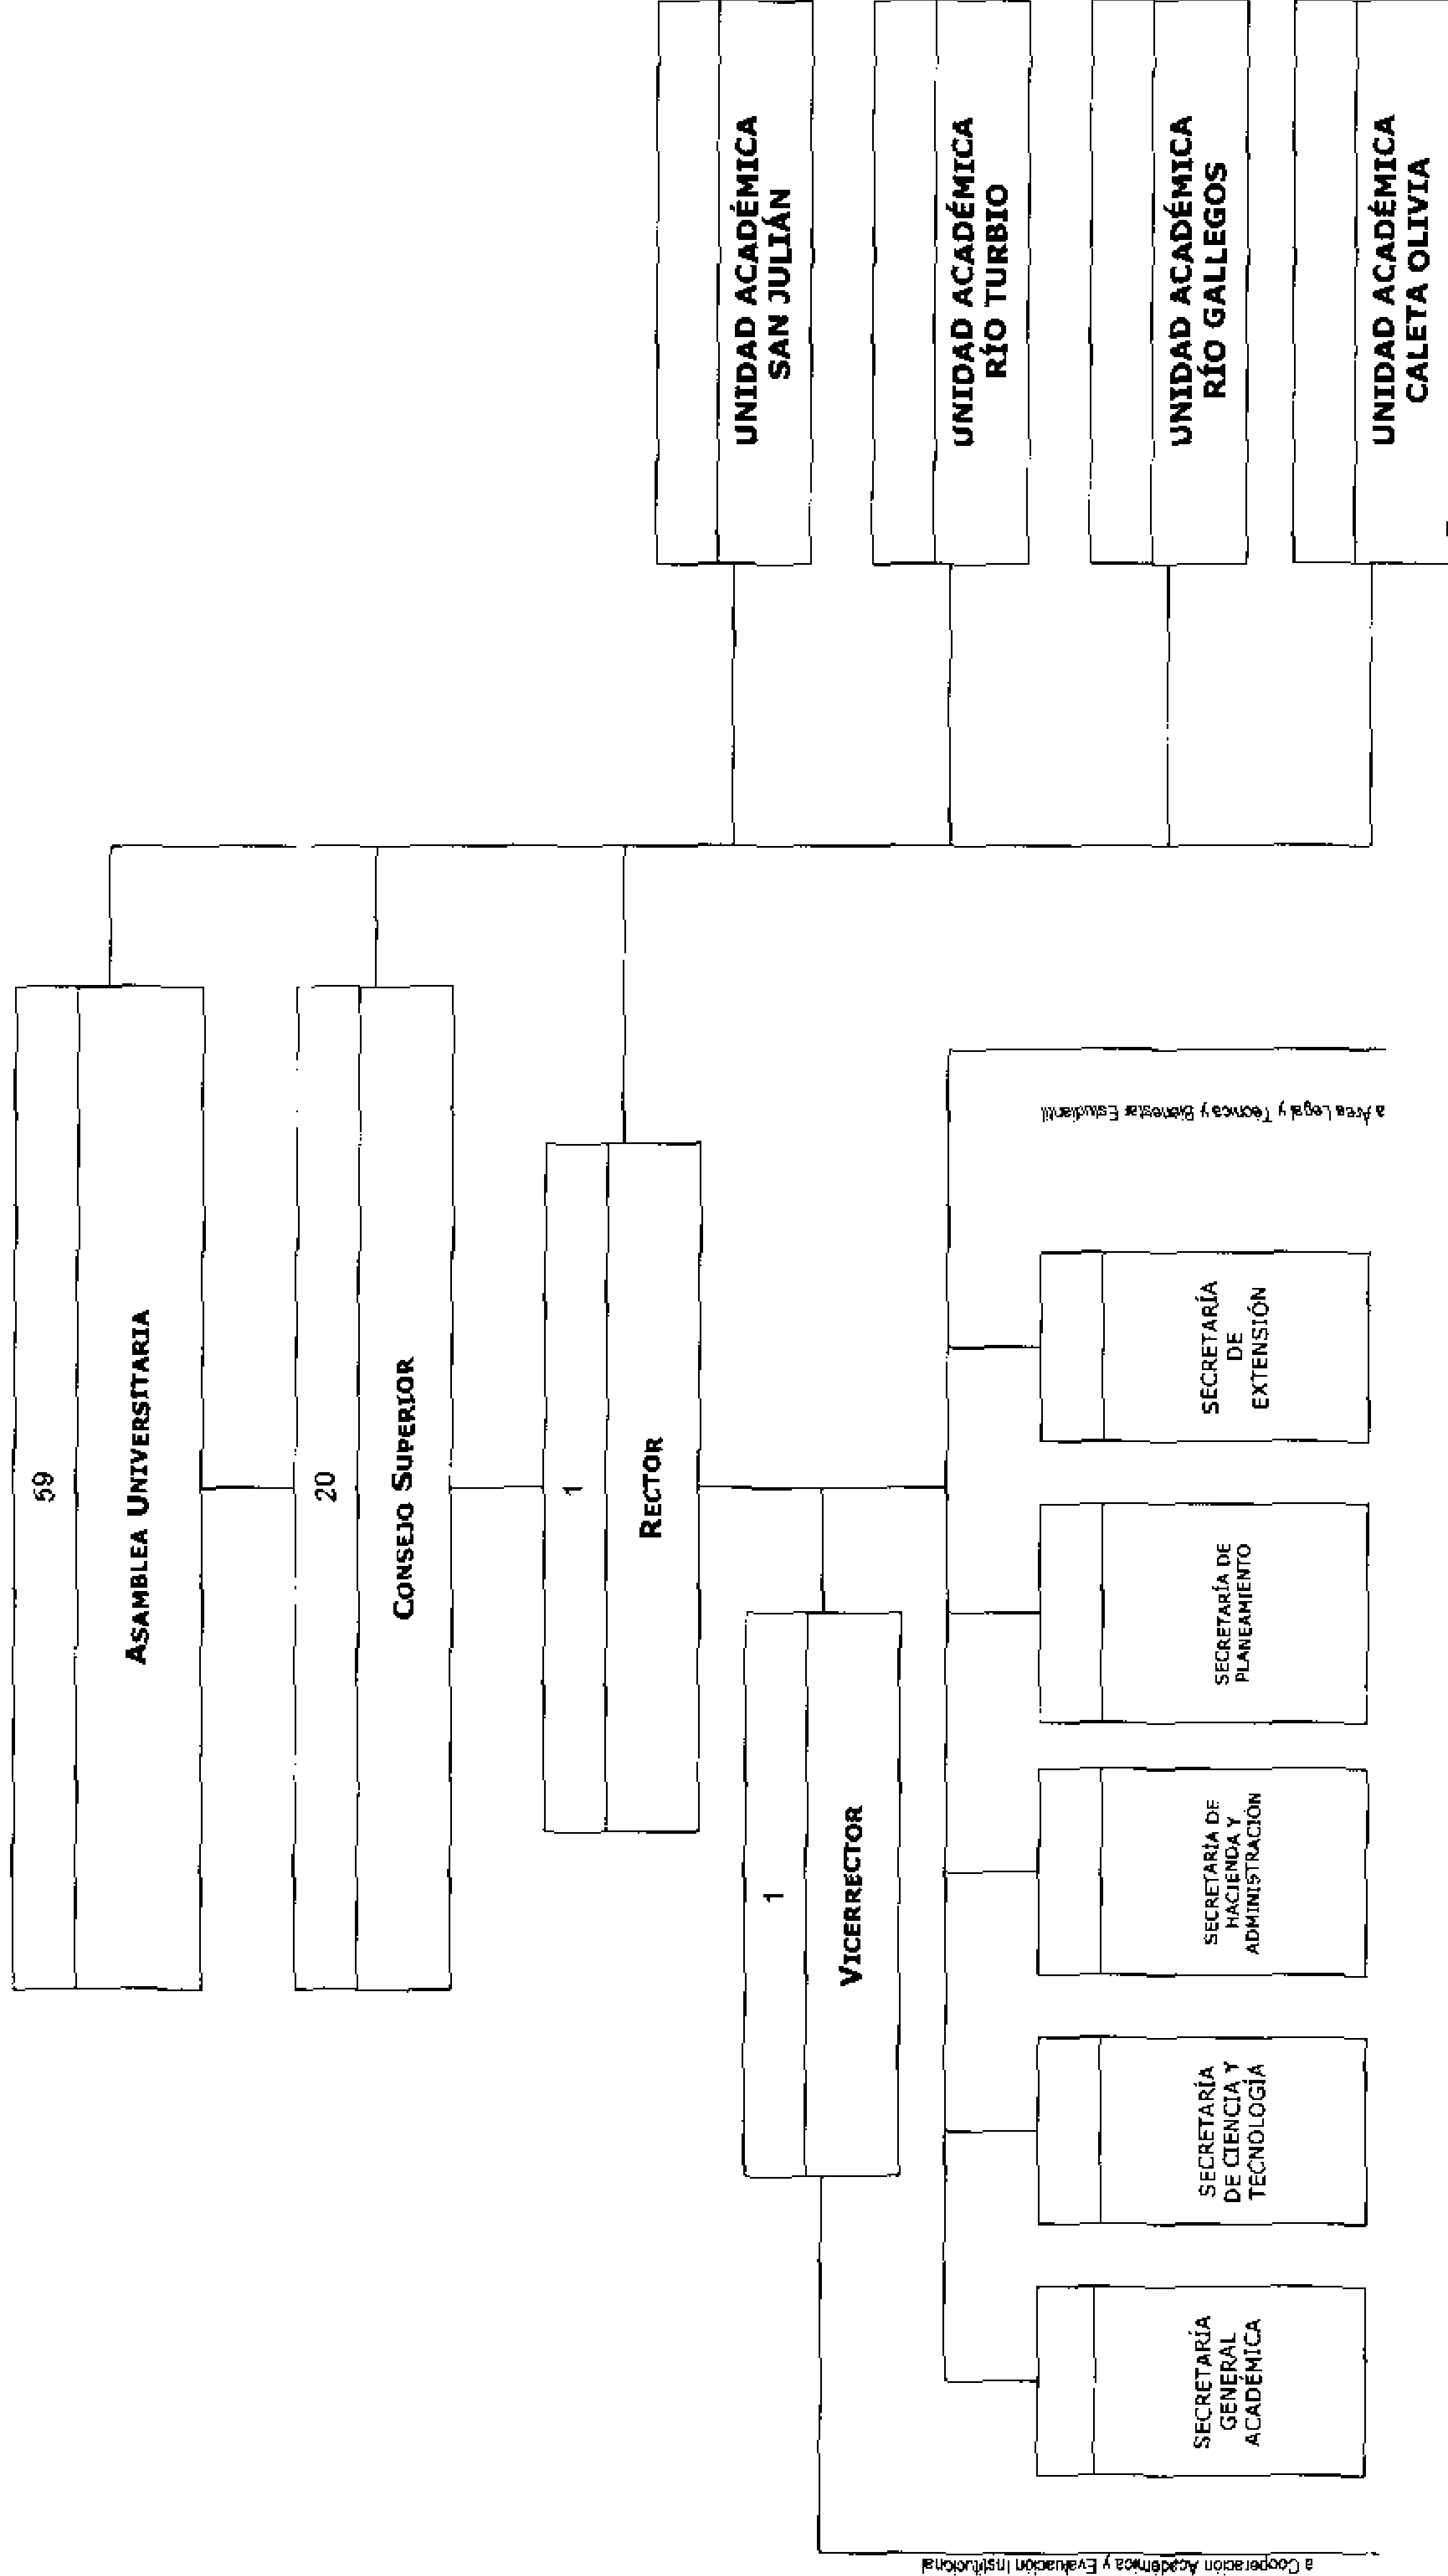 59
ASAMBLEA UNIVERSITARIA
20
CONSEJO SUPERIOR
1
RECTOR
1
VICERRECTOR
SECRETARÍA
GENERAL
ACADÉMICA
SECRETARÍA
DE CIENCIA Y
TECNOLOGÍA
SECRETARÍA DE
HACIENDA Y
ADMINISTRACIÓN
SECRETARÍA DE
PLANEAMIENTO
SECRETARÍA
DE
EXTENSIÓN
a Cooperación Académica y Evaluación Institucional
a Área Legal y Técnica y Bienestar Estudiantil
UNIDAD ACADÉMICA
SAN JULIÁN
UNIDAD ACADÉMICA
RÍO TURBIO
UNIDAD ACADÉMICA
RÍO GALLEGOS
UNIDAD ACADÉMICA
CALETA OLIVIA